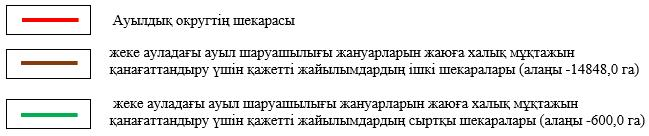 Ауылдық округтің шекарасы
жеке ауладағы ауыл шаруашылығы жануарларын жаюға халық мұқтажын
қанағаттандыру үшін қажетті жайылымдардың ішкі шекаралары (алаңы -14848,0 га)
жеке ауладағы ауыл шаруашылығы жануарларын жаюға халық мұқтажын
қанағаттандыру үшін қажетті жайылымдардың сыртқы шекаралары (алаңы -600,0 га)